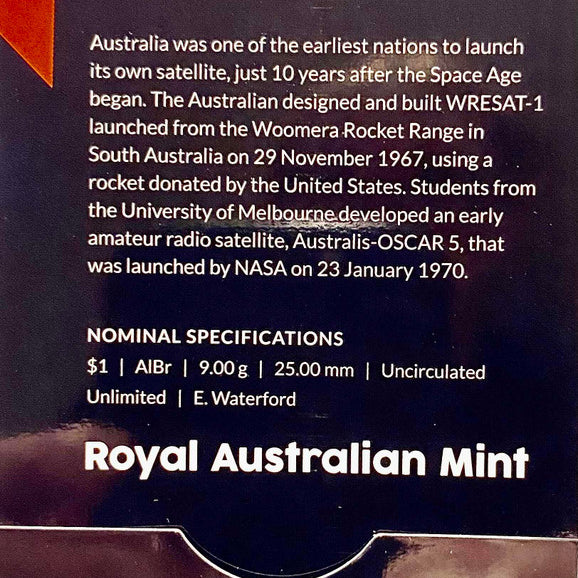 Australia was one of the earliest nations to launch
its own satellite, just 10 years after the Space Age
began. The Australian designed and built WRESAT-1
launched from the Woomera Rocket Range in
South Australia on 29 November 1967, using a
rocket donated by the United States. Students from
the University of Melbourne developed an early
amateur radio satellite, Australis-OSCAR 5, that
was launched by NASA on 23 January 1970.
NOMINAL SPECIFICATIONS
$1 | AlBr | 9.00 g | 25.00 mm | Uncirculated
Unlimited | E. Waterford
Royal Australian Mint